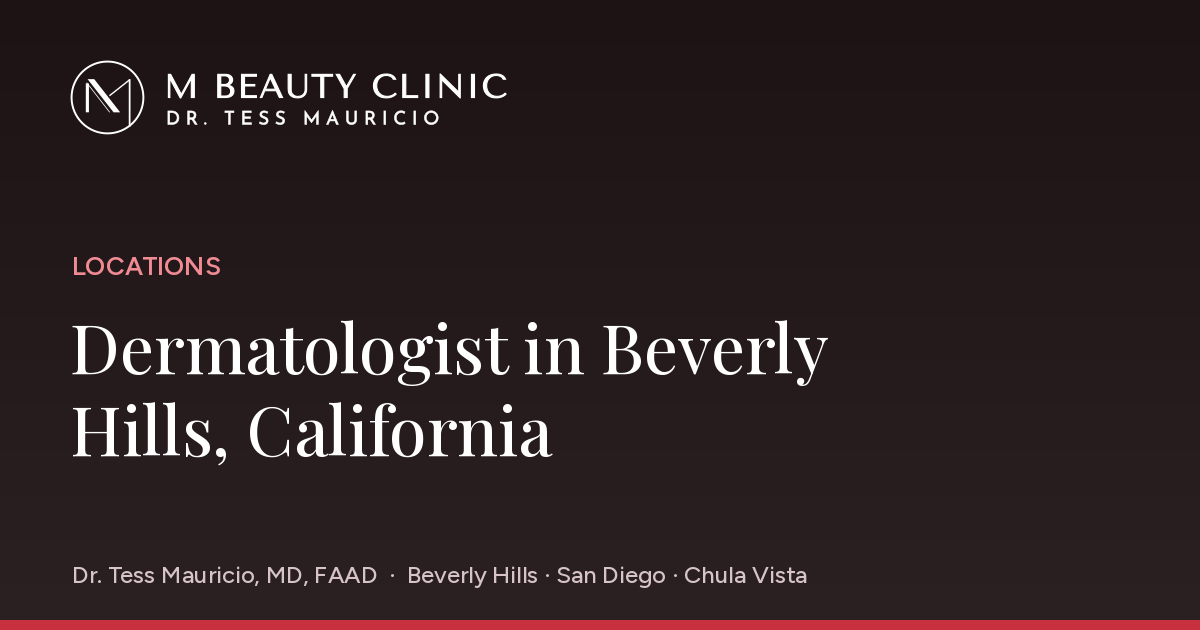 M BEAUTY CLINIC
DR. TESS MAURICIO
LOCATIONS
Dermatologist in Beverly
Hills, California
Dr. Tess Mauricio, MD, FAAD · Beverly Hills · San Diego · Chula Vista